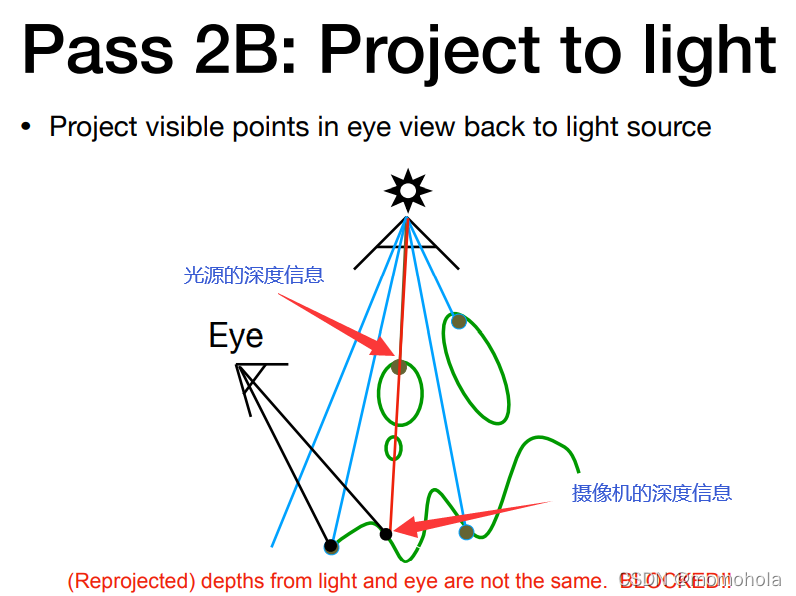 Pass 2B: Project to light
• Project visible points in eye view back to light source
光源的深度信息
Eye
摄像机的深度信息
(Reprojected) depths from light and eye are not the same. BLOCKED!!
CSDN @momohola